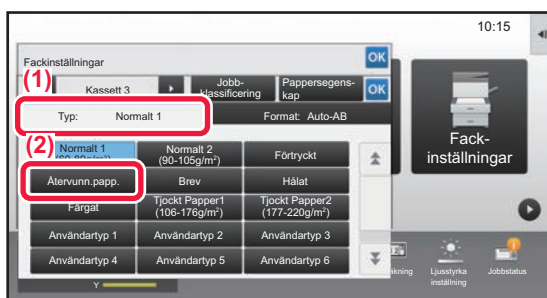 10:15
Fackinställningar
OK
(1)
Kassett 3
Jobb-
klassificering
Pappersegens-
kap
OK
Typ: Normalt 1
Format: Auto-AB
(2)
Normalt 1
Normalt 2
(90-105g/m²)
Förtryckt
Återvunn.papp.
Brev
Hålat
Färgat
Tjockt Papper1
(106-176g/m²)
Tjockt Papper2
(177-220g/m²)
Användartyp 1
Användartyp 2
Användartyp 3
Användartyp 4
Användartyp 5
Användartyp 6
Y
Fack-
inställningar
Ljusstyrka
inställning
Jobbstatus